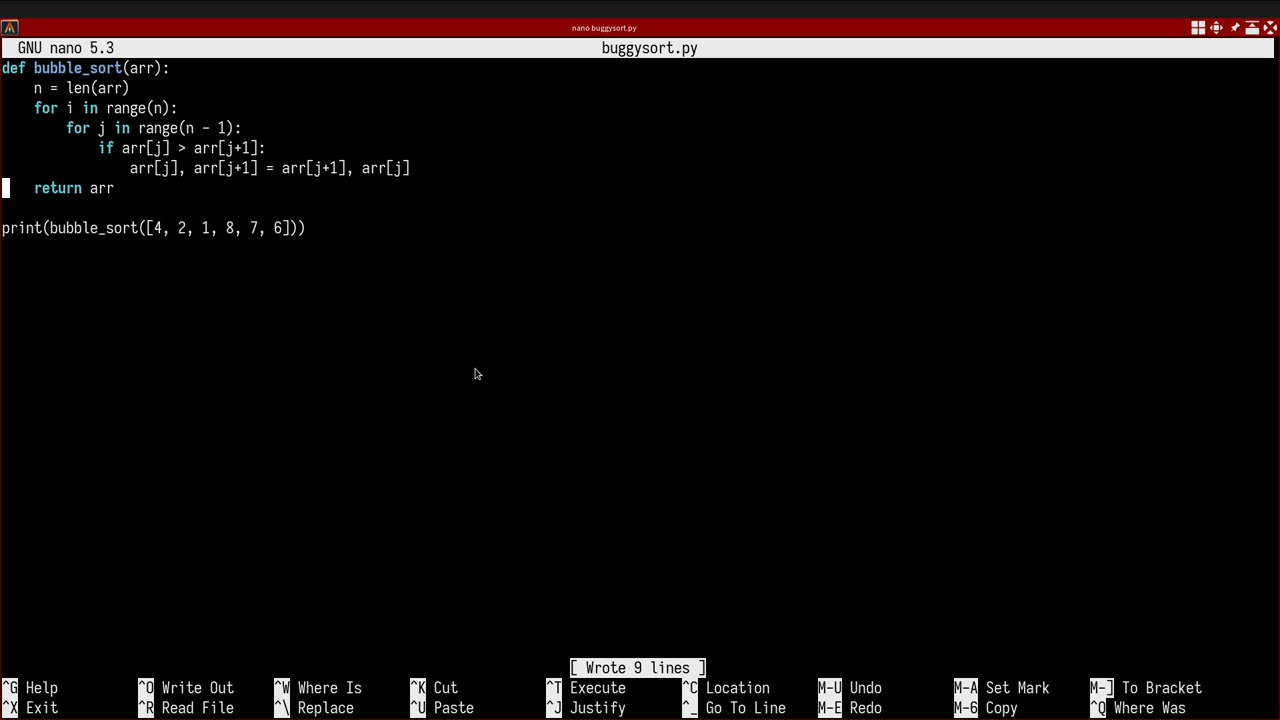 nano buggysort.py
GNU nano 5.3 buggysort.py
def bubble_sort(arr):
    n = len(arr)
    for i in range(n):
        for j in range(n - 1):
            if arr[j] > arr[j+1]:
                arr[j], arr[j+1] = arr[j+1], arr[j]
    return arr
print(bubble_sort([4, 2, 1, 8, 7, 6]))
[ Wrote 9 lines ]
^G Help ^O Write Out ^W Where Is ^K Cut ^T Execute ^C Location M-U Undo M-A Set Mark M-] To Bracket
^X Exit ^R Read File ^\ Replace ^U Paste ^J Justify ^_ Go To Line M-E Redo M-6 Copy ^Q Where Was